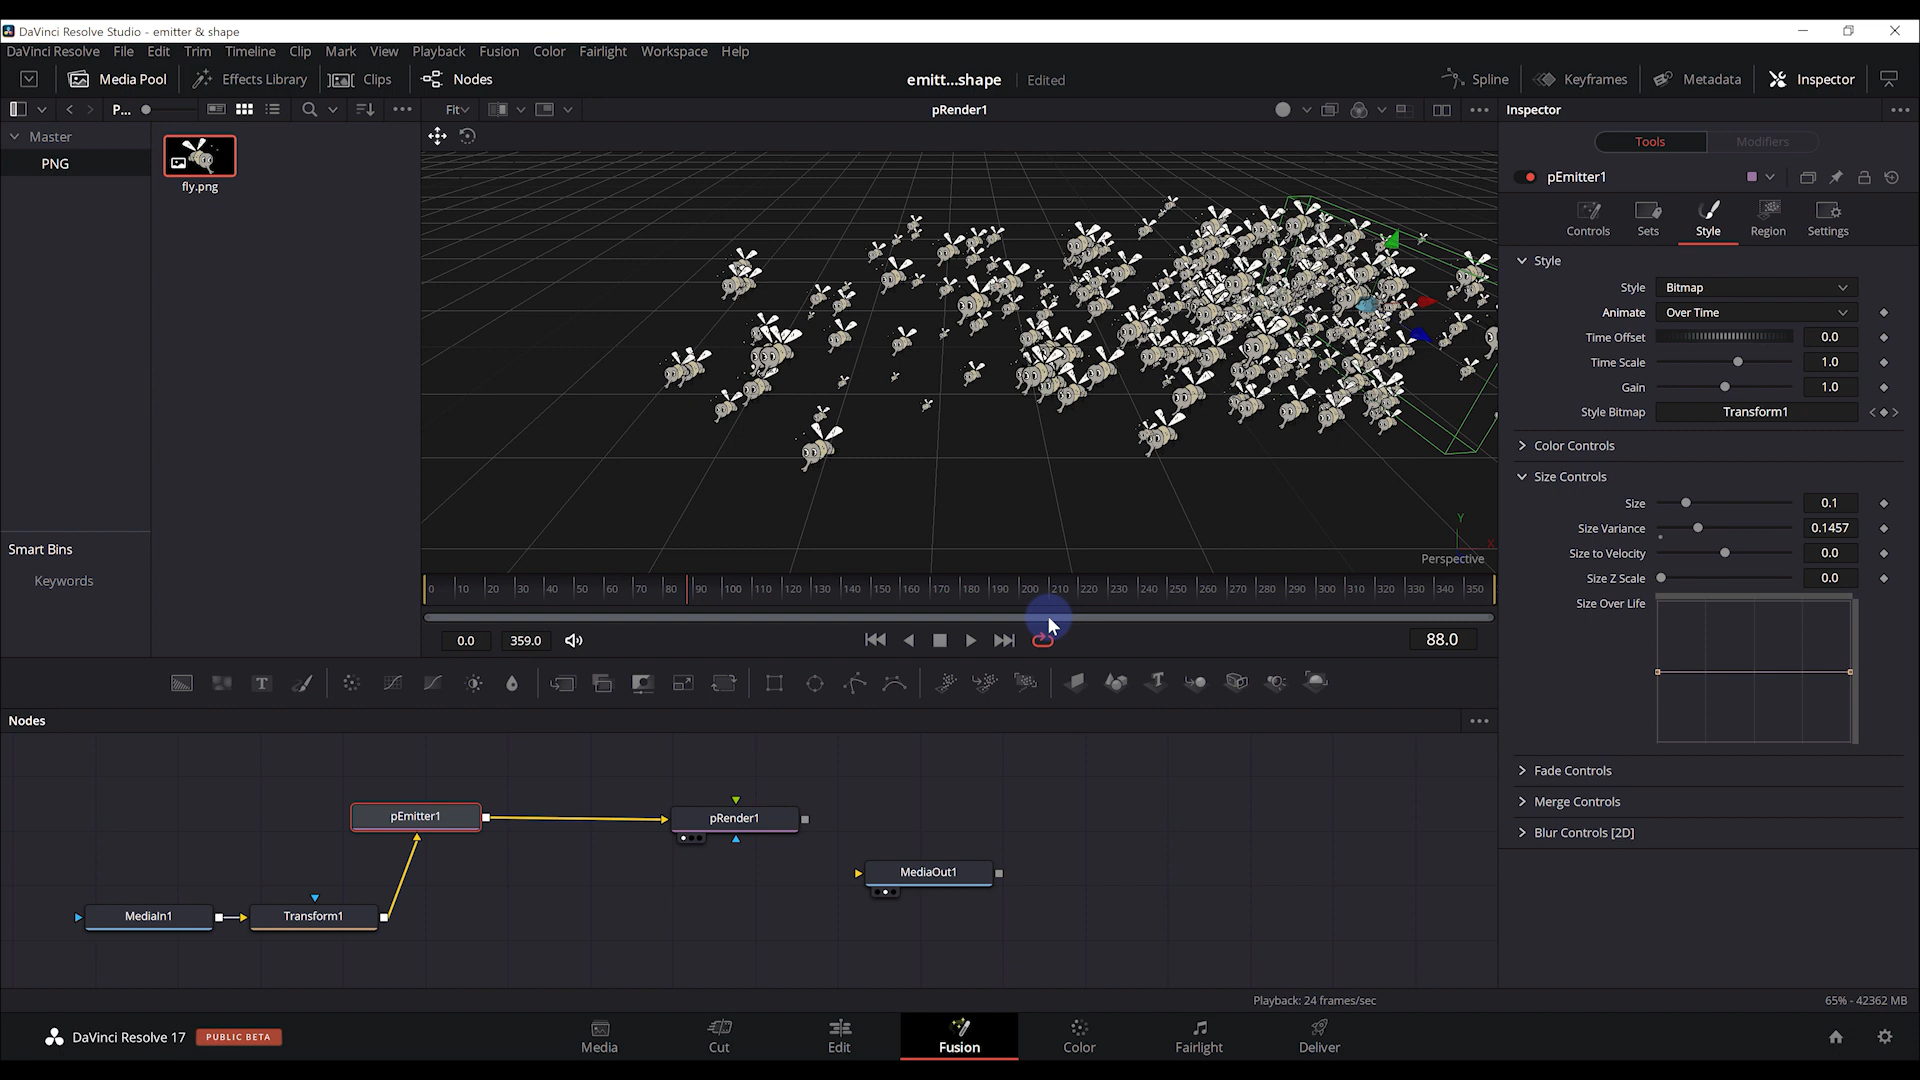 DaVinci Resolve Studio - emitter & shape
DaVinci Resolve File Edit Trim Timeline Clip Mark View Playback Fusion Color Fairlight Workspace Help
Media Pool Effects Library Clips Nodes emitt...shape Edited Spline Keyframes Metadata Inspector
P... Fit pRender1 Inspector
Master
PNG
fly.png
Smart Bins
Keywords
Perspective
0 10 20 30 40 50 60 70 80 90 100 110 120 130 140 150 160 170 180 190 200 210 220 230 240 250 260 270 280 290 300 310 320 330 340 350
0.0 359.0 88.0
Tools Modifiers
pEmitter1
Controls Sets Style Region Settings
Style
Style Bitmap
Animate Over Time
Time Offset 0.0
Time Scale 1.0
Gain 1.0
Style Bitmap Transform1
Color Controls
Size Controls
Size 0.1
Size Variance 0.1457
Size to Velocity 0.0
Size Z Scale 0.0
Size Over Life
Fade Controls
Merge Controls
Blur Controls [2D]
Nodes
pEmitter1
pRender1
MediaOut1
MediaIn1
Transform1
Y
X
Playback: 24 frames/sec 65% - 42362 MB
DaVinci Resolve 17 PUBLIC BETA
Media Cut Edit Fusion Color Fairlight Deliver